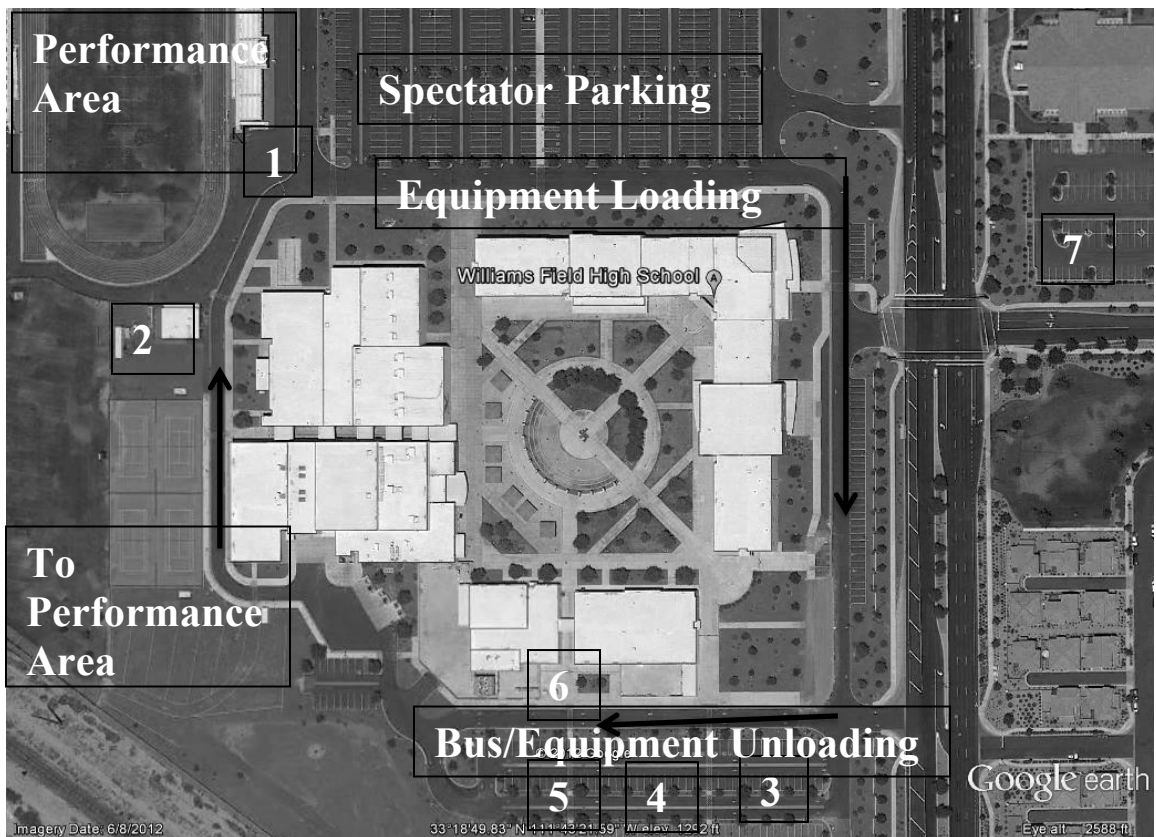 Performance
Area
Spectator Parking
1
Equipment Loading
7
Williams Field High School
2
To
Performance
Area
6
Bus/Equipment Unloading
5
4
3
Google earth
Imagery Date: 6/8/2012
Eye alt 2588 ft